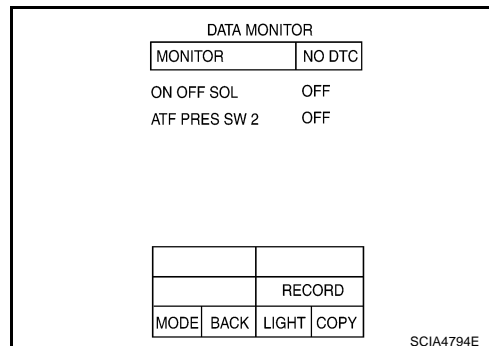 DATA MONITOR
MONITOR NO DTC
ON OFF SOL OFF
ATF PRES SW 2 OFF
RECORD
MODE BACK LIGHT COPY
SCIA4794E